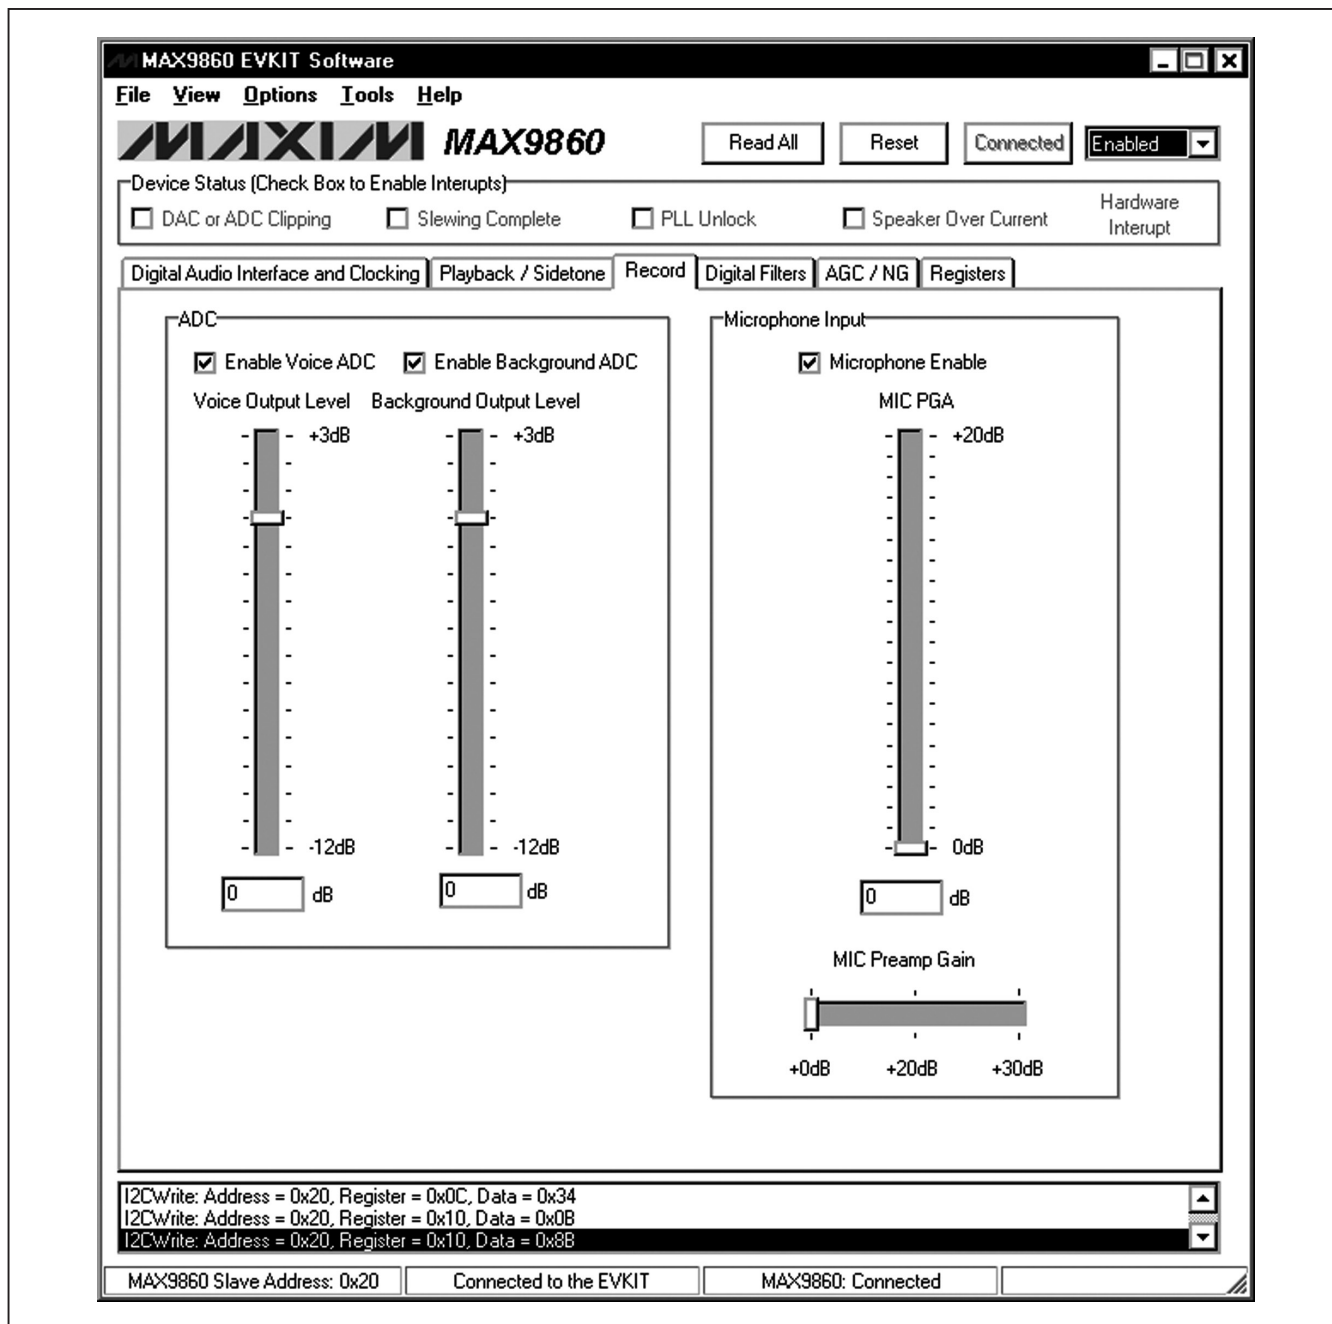 MAX9860 EVKIT Software
File View Options Tools Help
MAXIM MAX9860 Read All Reset Connected Enabled
Device Status (Check Box to Enable Interupts)
DAC or ADC Clipping Slewing Complete PLL Unlock Speaker Over Current Hardware Interupt
Digital Audio Interface and Clocking Playback / Sidetone Record Digital Filters AGC / NG Registers
ADC Microphone Input
Enable Voice ADC Enable Background ADC Microphone Enable
Voice Output Level Background Output Level MIC PGA
+3dB +3dB +20dB
-12dB -12dB 0dB
0 dB 0 dB 0 dB
MIC Preamp Gain
+0dB +20dB +30dB
I2CWrite: Address = 0x20, Register = 0x0C, Data = 0x34
I2CWrite: Address = 0x20, Register = 0x10, Data = 0x0B
I2CWrite: Address = 0x20, Register = 0x10, Data = 0x8B
MAX9860 Slave Address: 0x20 Connected to the EVKIT MAX9860: Connected